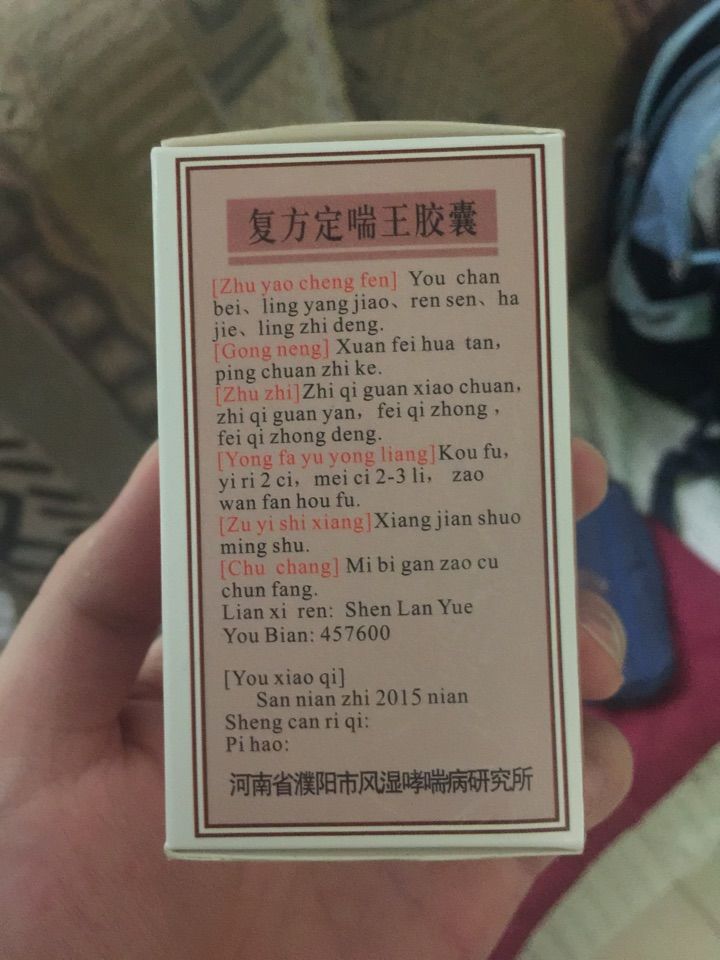 复方定喘王胶囊
[Zhu yao cheng fen] You chan
bei、ling yang jiao、ren sen、ha
jie、ling zhi deng.
[Gong neng] Xuan fei hua tan，
ping chuan zhi ke.
[Zhu zhi]Zhi qi guan xiao chuan，
zhi qi guan yan，fei qi zhong ，
fei qi zhong deng.
[Yong fa yu yong liang]Kou fu，
yi ri 2 ci，mei ci 2-3 li， zao
wan fan hou fu.
[Zu yi shi xiang]Xiang jian shuo
ming shu.
[Chu chang] Mi bi gan zao cu
chun fang.
Lian xi ren: Shen Lan Yue
You Bian: 457600
[You xiao qi]
San nian zhi 2015 nian
Sheng can ri qi:
Pi hao:
河南省濮阳市风湿哮喘病研究所